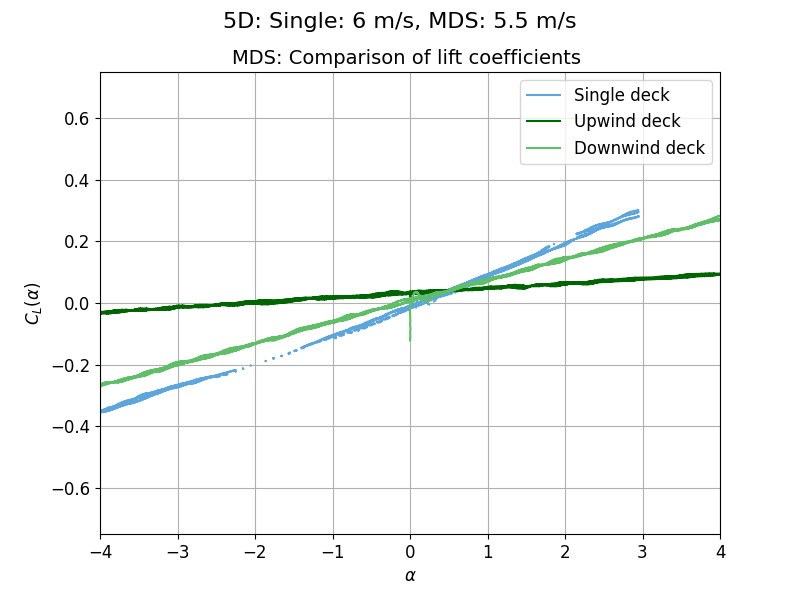 5D: Single: 6 m/s, MDS: 5.5 m/s
MDS: Comparison of lift coefficients
Single deck
Upwind deck
Downwind deck
C_L(α)
0.6
0.4
0.2
0.0
−0.2
−0.4
−0.6
−4 −3 −2 −1 0 1 2 3 4
α